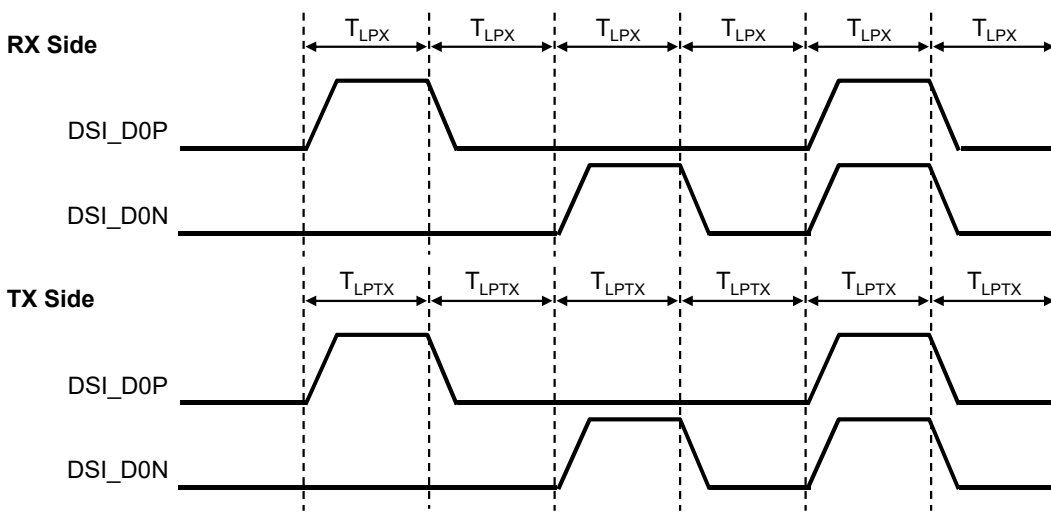 T_LPX T_LPX T_LPX T_LPX T_LPX T_LPX
RX Side
DSI_D0P
DSI_D0N
T_LPTX T_LPTX T_LPTX T_LPTX T_LPTX T_LPTX
TX Side
DSI_D0P
DSI_D0N